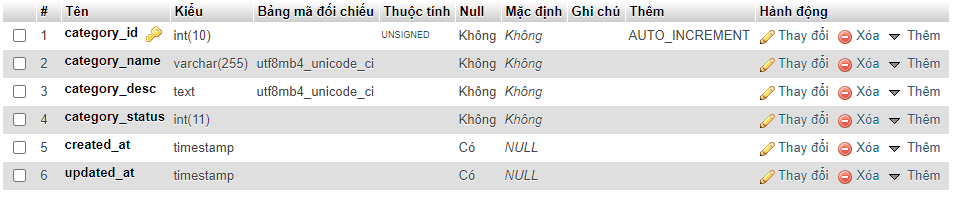 # Tên Kiểu Bảng mã đối chiếu Thuộc tính Null Mặc định Ghi chú Thêm Hành động
1 category_id int(10) UNSIGNED Không Không AUTO_INCREMENT Thay đổi Xóa Thêm
2 category_name varchar(255) utf8mb4_unicode_ci Không Không Thay đổi Xóa Thêm
3 category_desc text utf8mb4_unicode_ci Không Không Thay đổi Xóa Thêm
4 category_status int(11) Không Không Thay đổi Xóa Thêm
5 created_at timestamp Có NULL Thay đổi Xóa Thêm
6 updated_at timestamp Có NULL Thay đổi Xóa Thêm